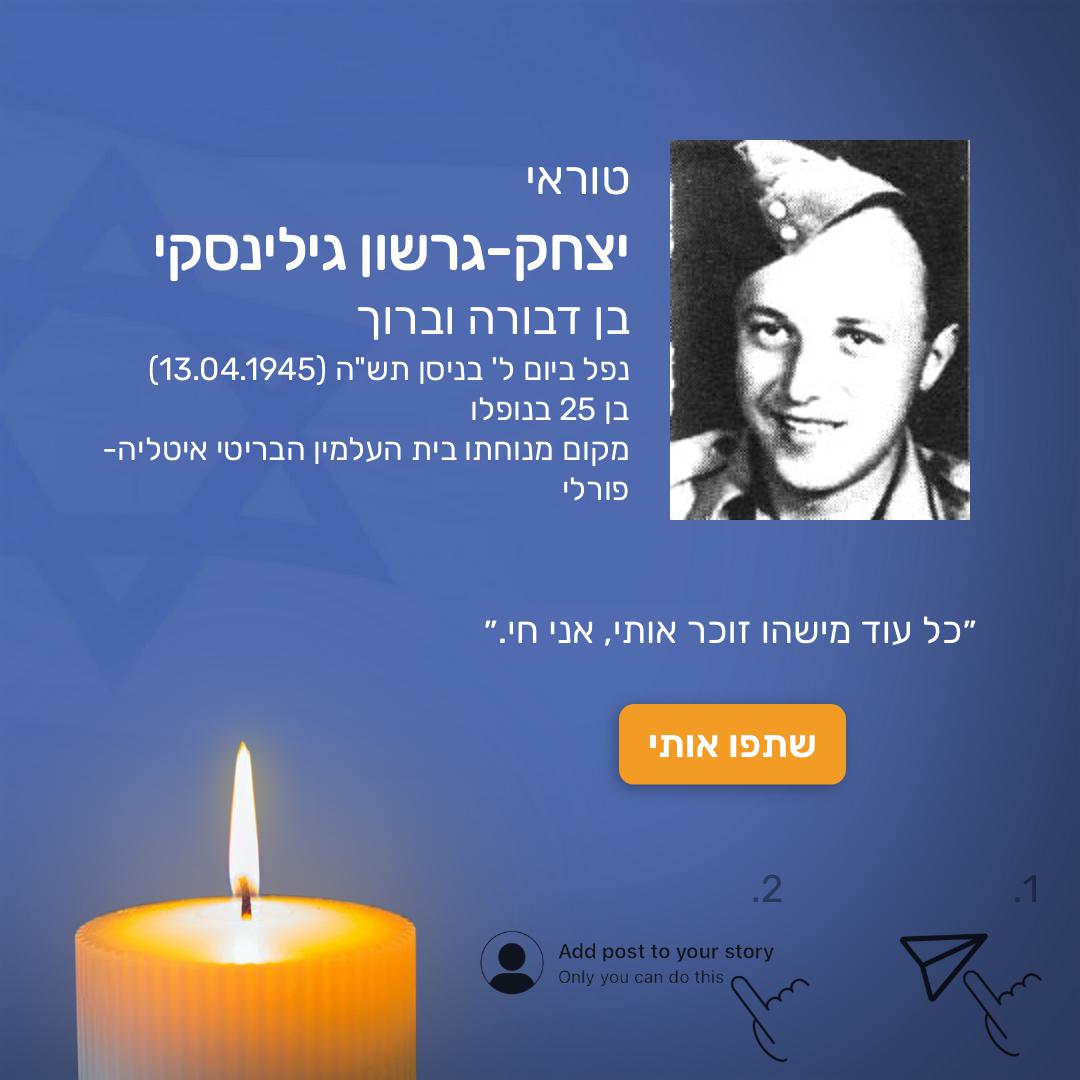 טוראי
יצחק-גרשון גילינסקי
בן דבורה וברוך
נפל ביום ל' בניסן תש"ה (13.04.1945)
בן 25 בנופלו
מקום מנוחתו בית העלמין הבריטי איטליה-
פורלי
״כל עוד מישהו זוכר אותי, אני חי.״
שתפו אותי
1.
2.
Add post to your story
Only you can do this